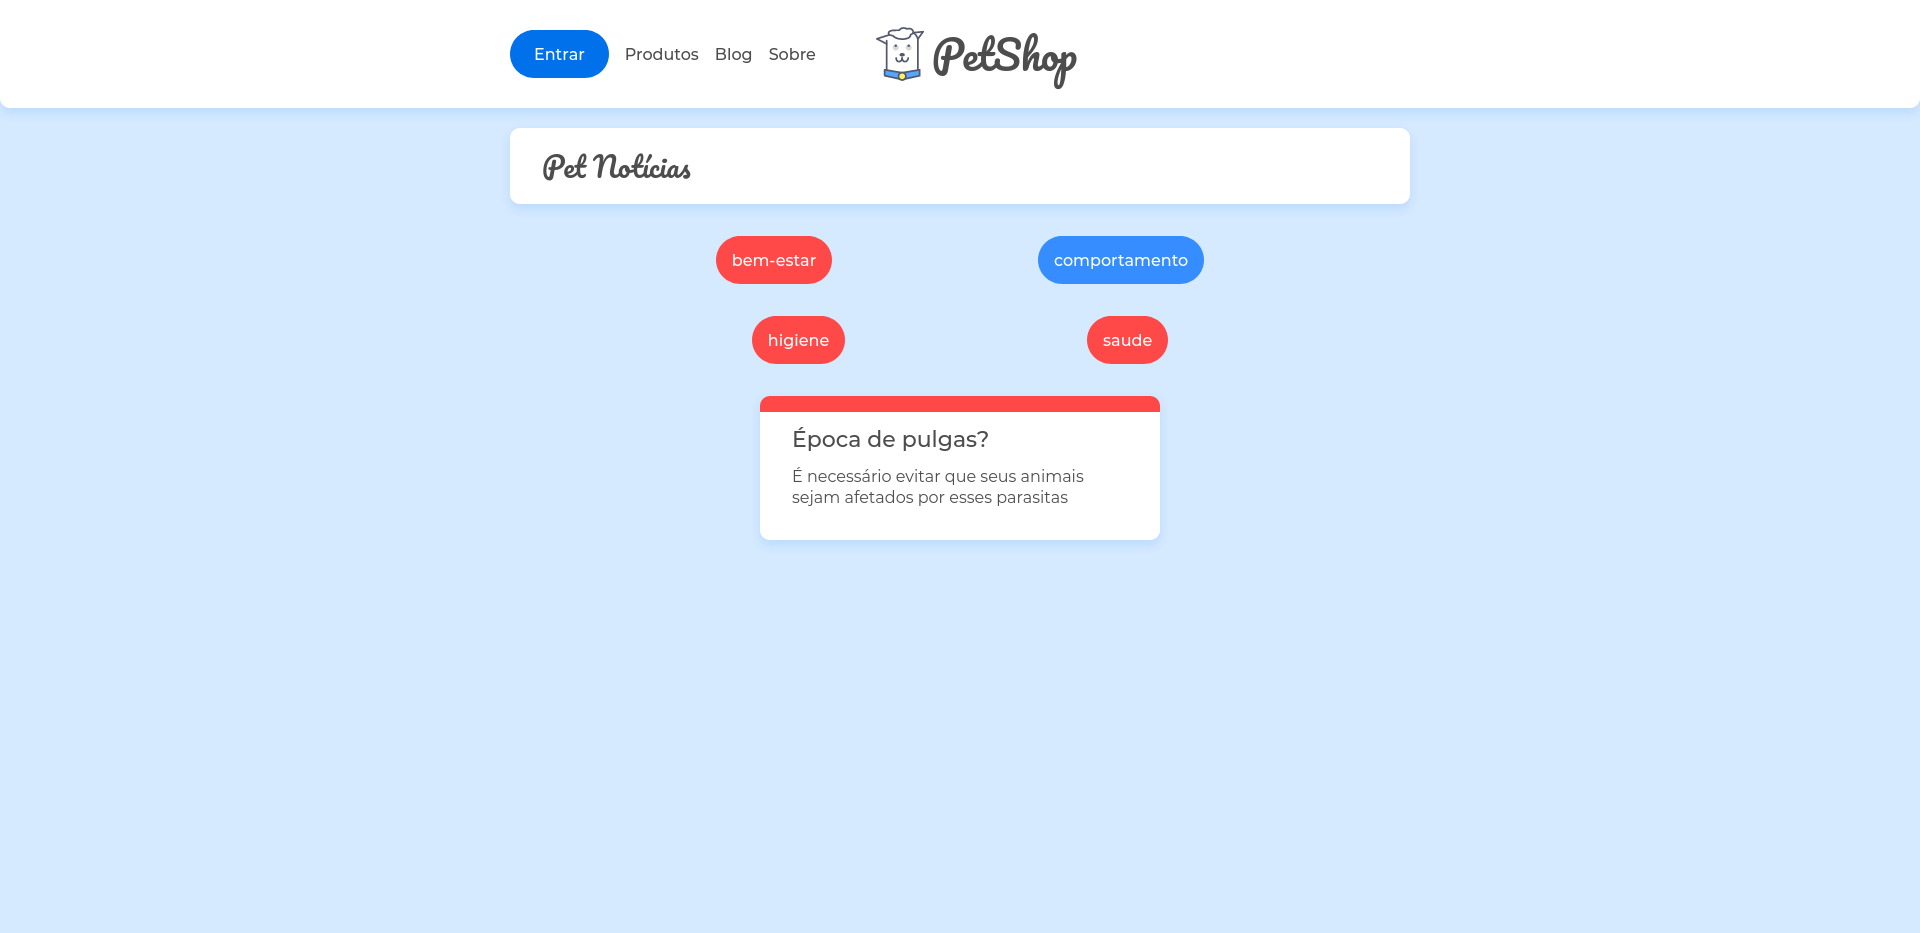 Entrar
Produtos
Blog
Sobre
PetShop
Pet Notícias
bem-estar
comportamento
higiene
saude
Época de pulgas?
É necessário evitar que seus animais
sejam afetados por esses parasitas